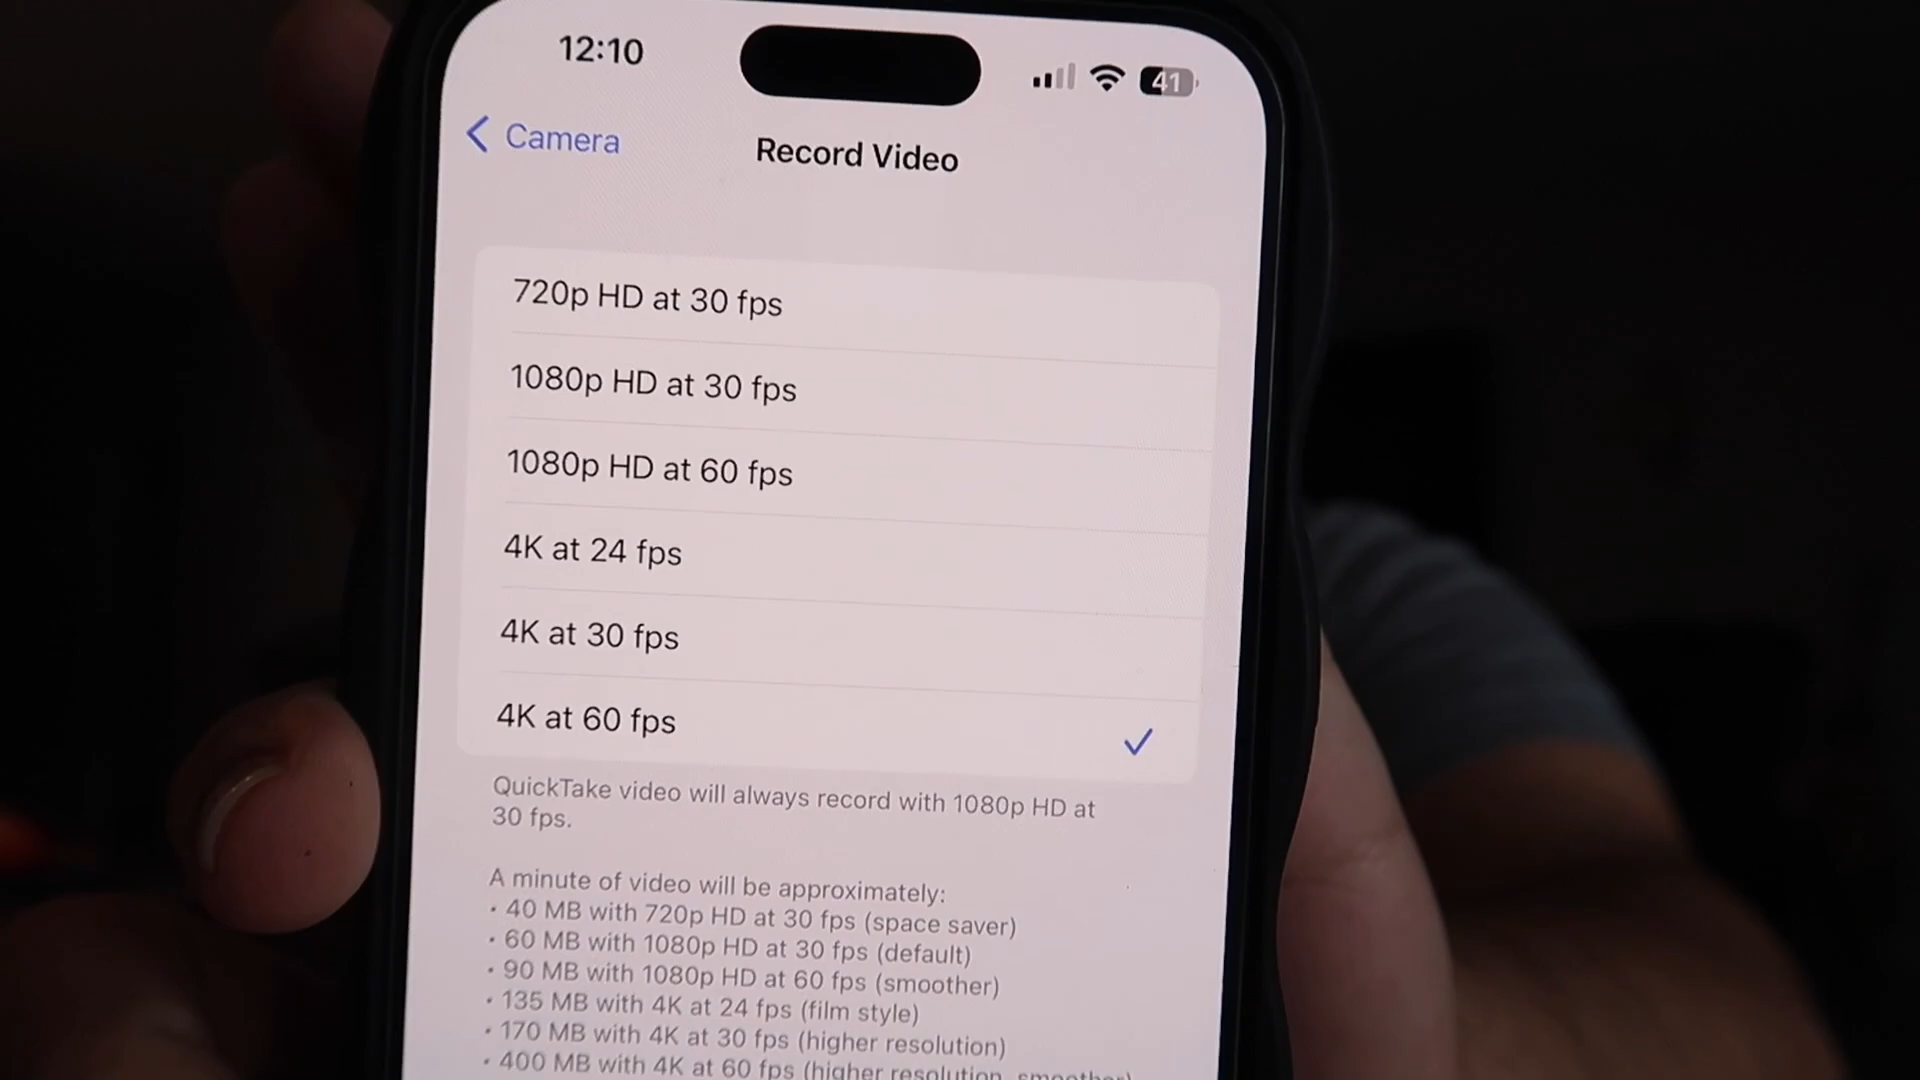 12:10
41
Camera
Record Video
720p HD at 30 fps
1080p HD at 30 fps
1080p HD at 60 fps
4K at 24 fps
4K at 30 fps
4K at 60 fps
QuickTake video will always record with 1080p HD at
30 fps.
A minute of video will be approximately:
• 40 MB with 720p HD at 30 fps (space saver)
• 60 MB with 1080p HD at 30 fps (default)
• 90 MB with 1080p HD at 60 fps (smoother)
• 135 MB with 4K at 24 fps (film style)
• 170 MB with 4K at 30 fps (higher resolution)
• 400 MB with 4K at 60 fps (higher resolution, smoother)